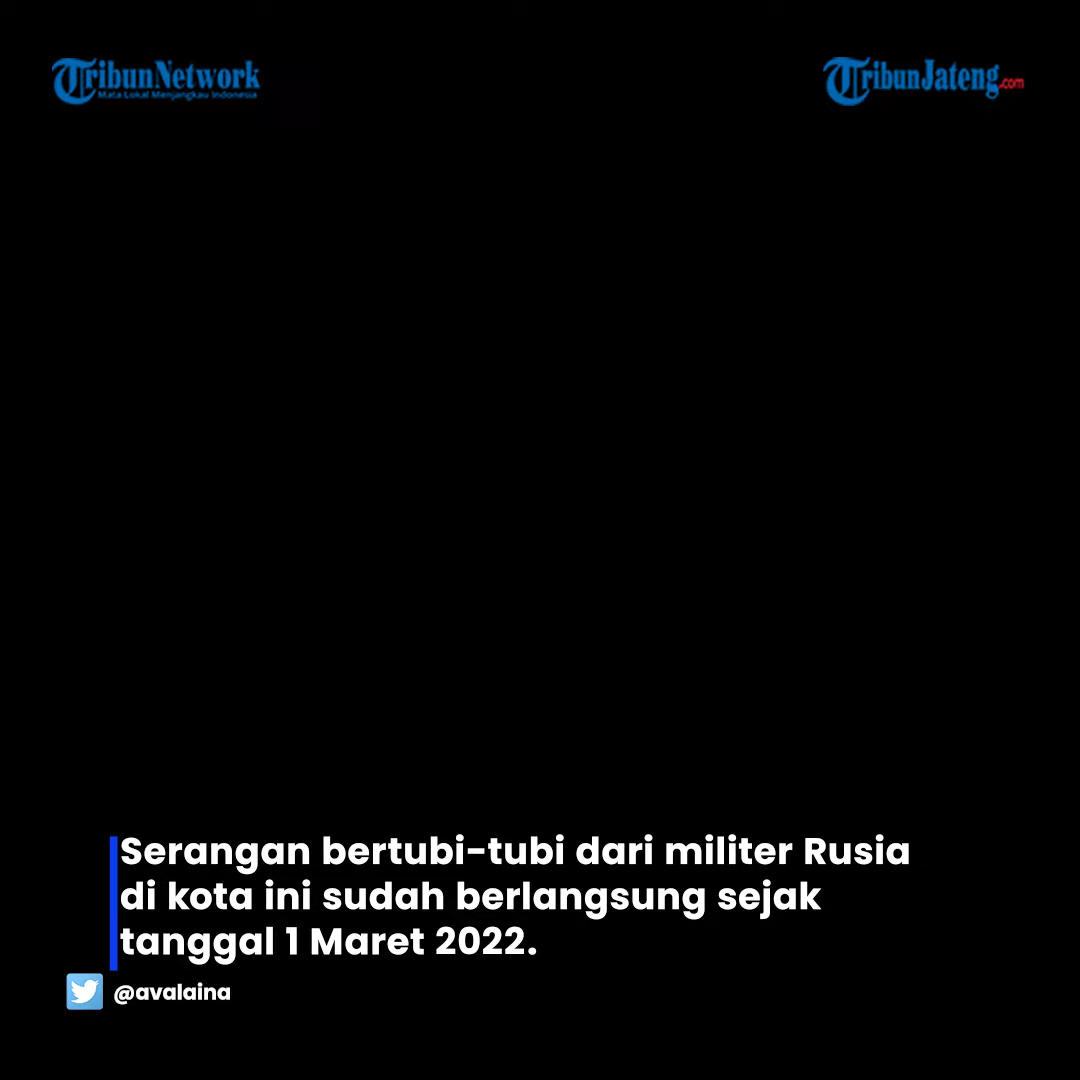 TribunNetwork
Mata Lokal Menjangkau Indonesia
TribunJateng.com
Serangan bertubi-tubi dari militer Rusia
di kota ini sudah berlangsung sejak
tanggal 1 Maret 2022.
@avalaina